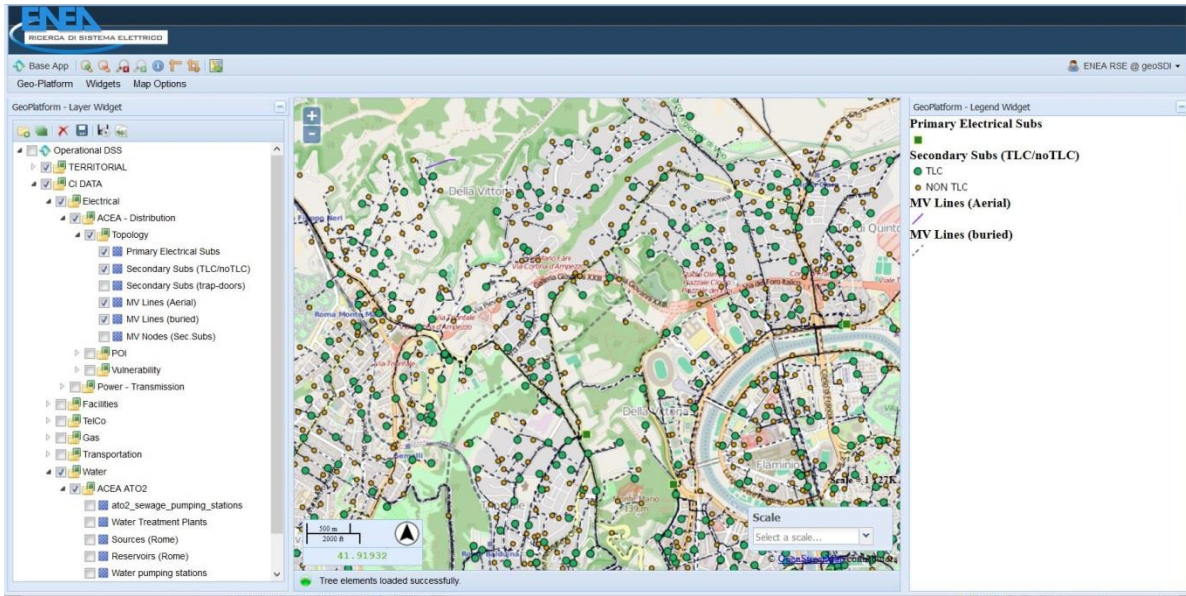 ENEA
RICERCA DI SISTEMA ELETTRICO
Base App
ENEA RSE @ geoSDI
Geo-Platform Widgets Map Options
GeoPlatform - Layer Widget
Operational DSS
TERRITORIAL
CI DATA
Electrical
ACEA - Distribution
Topology
Primary Electrical Subs
Secondary Subs (TLC/noTLC)
Secondary Subs (trap-doors)
MV Lines (Aerial)
MV Lines (buried)
MV Nodes (Sec.Subs)
POI
Vulnerability
Power - Transmission
Facilities
TelCo
Gas
Transportation
Water
ACEA ATO2
ato2_sewage_pumping_stations
Water Treatment Plants
Sources (Rome)
Reservoirs (Rome)
Water pumping stations
Della Vittoria
Roma Monte
Della Vittoria
Gemelli
Flaminio
Monte Mario
139 m
500 m
2000 ft
41.91932
Scale
Select a scale...
© OpenStreetMap contributors
Tree elements loaded successfully.
GeoPlatform - Legend Widget
Primary Electrical Subs
Secondary Subs (TLC/noTLC)
TLC
NON TLC
MV Lines (Aerial)
MV Lines (buried)